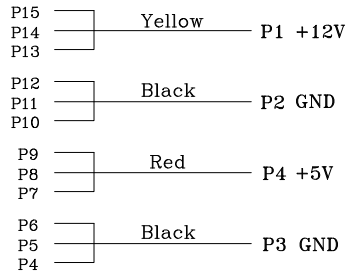 P15
Yellow
P14
P1 +12V
P13
P12
Black
P11
P2 GND
P10
P9
Red
P8
P4 +5V
P7
P6
Black
P5
P3 GND
P4